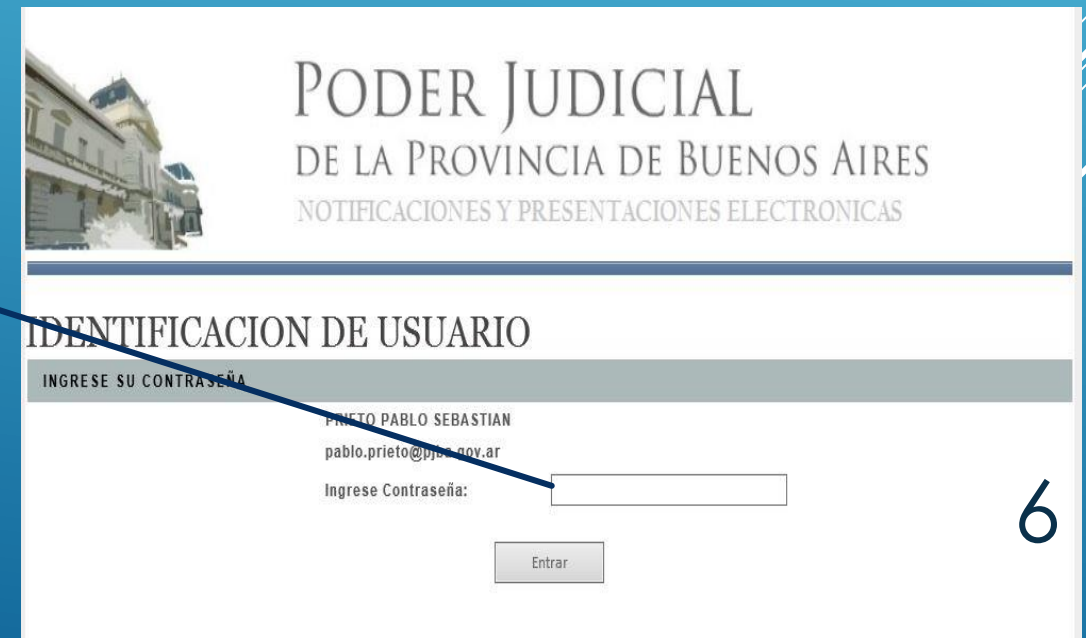 PODER JUDICIAL
DE LA PROVINCIA DE BUENOS AIRES
NOTIFICACIONES Y PRESENTACIONES ELECTRONICAS
IDENTIFICACION DE USUARIO
INGRESE SU CONTRASEÑA
PRIETO PABLO SEBASTIAN
pablo.prieto@pjba.gov.ar
Ingrese Contraseña:
6
Entrar